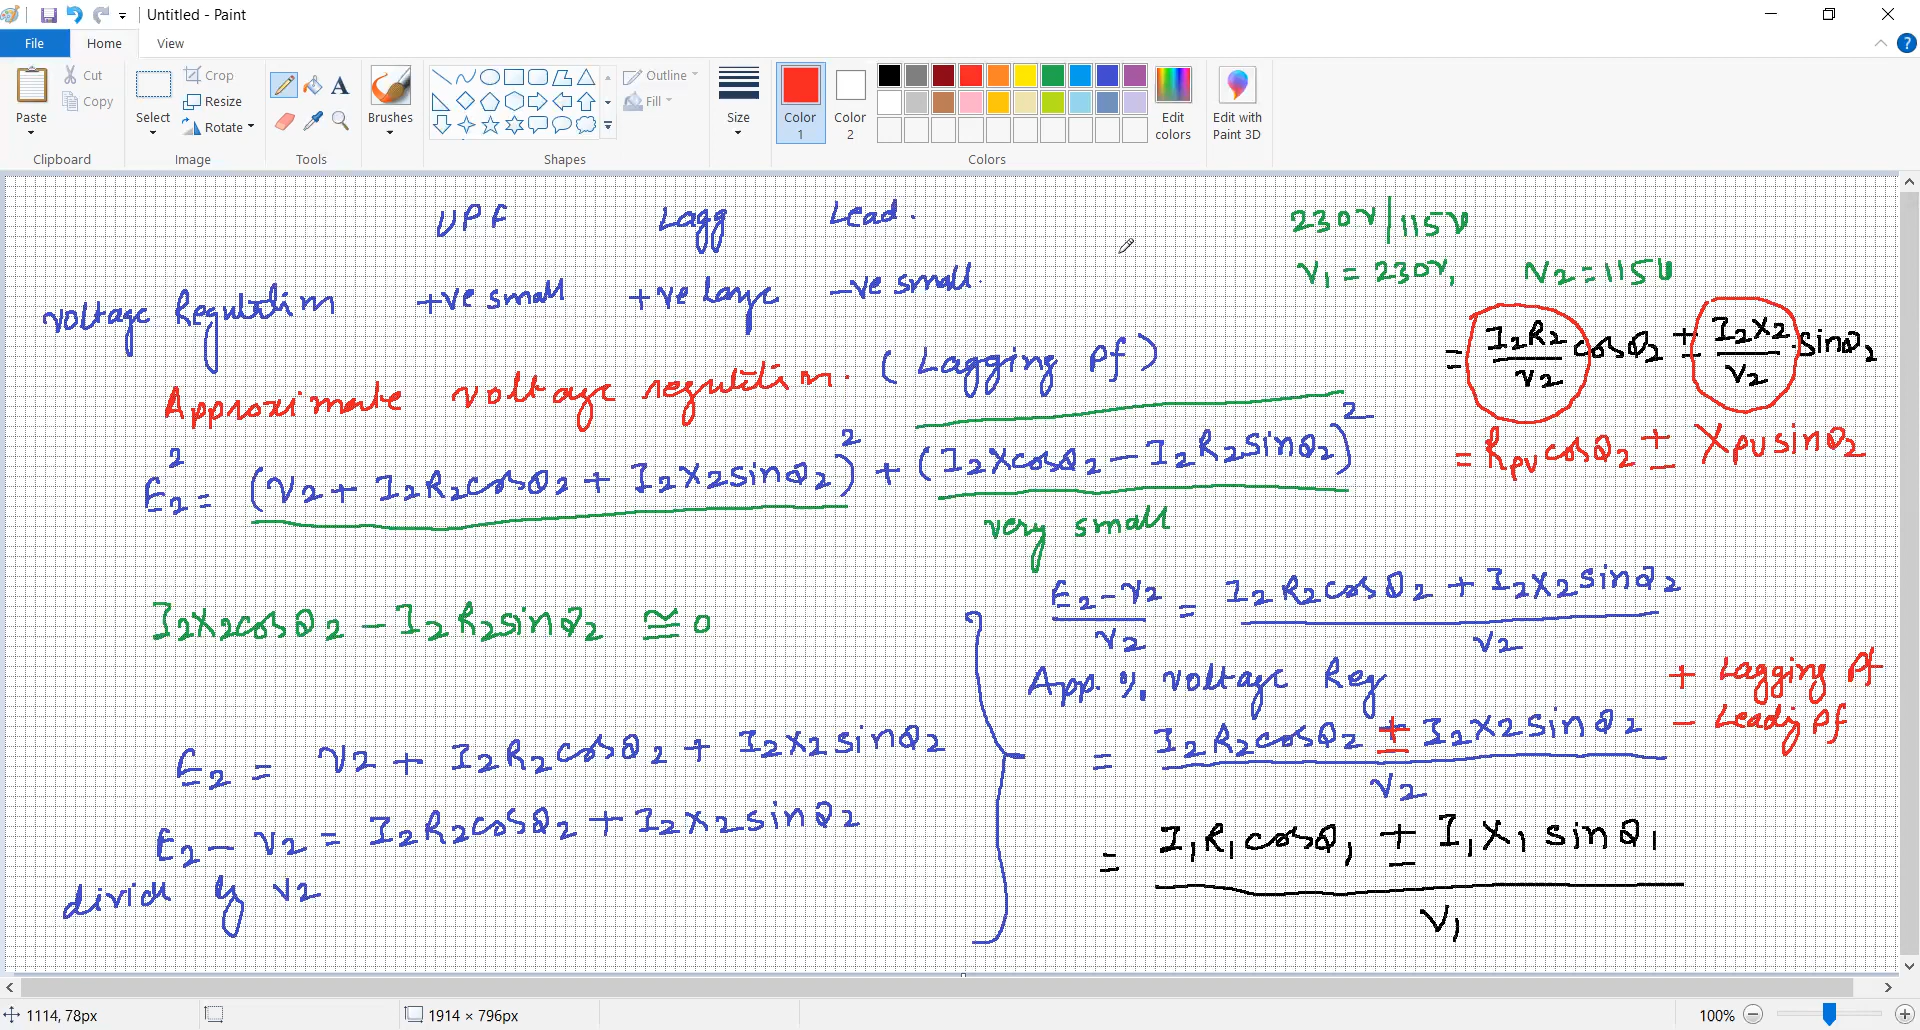 Untitled - Paint
File Home View
Paste Cut Copy Select Crop Resize Rotate Brushes Outline Fill Size Color 1 Color 2 Edit colors Edit with Paint 3D
Clipboard Image Tools Shapes Colors
UPF Lagg Lead.
230V | 115V
V1 = 230V, V2 = 115V
Voltage Regulation +ve small +ve large -ve small.
= I2R2/V2 cosθ2 ± I2X2/V2 . sinθ2
Approximate voltage regulation. (Lagging Pf)
= Rpu cosθ2 ± Xpu sinθ2
E2² = (V2 + I2R2cosθ2 + I2X2sinθ2)² + (I2Xcosθ2 - I2R2sinθ2)²
very small
I2X2cosθ2 - I2R2sinθ2 ≅ 0
E2 = V2 + I2R2cosθ2 + I2X2sinθ2
E2 - V2 = I2R2cosθ2 + I2X2sinθ2
divide by V2
E2-V2/V2 = I2R2cosθ2 + I2X2sinθ2/V2
App. % Voltage Reg
+ Lagging Pf
- Leading Pf
= I2R2cosθ2 ± I2X2sinθ2/V2
= I1R1cosθ1 ± I1X1sinθ1/V1
1114, 78px 1914 × 796px 100%